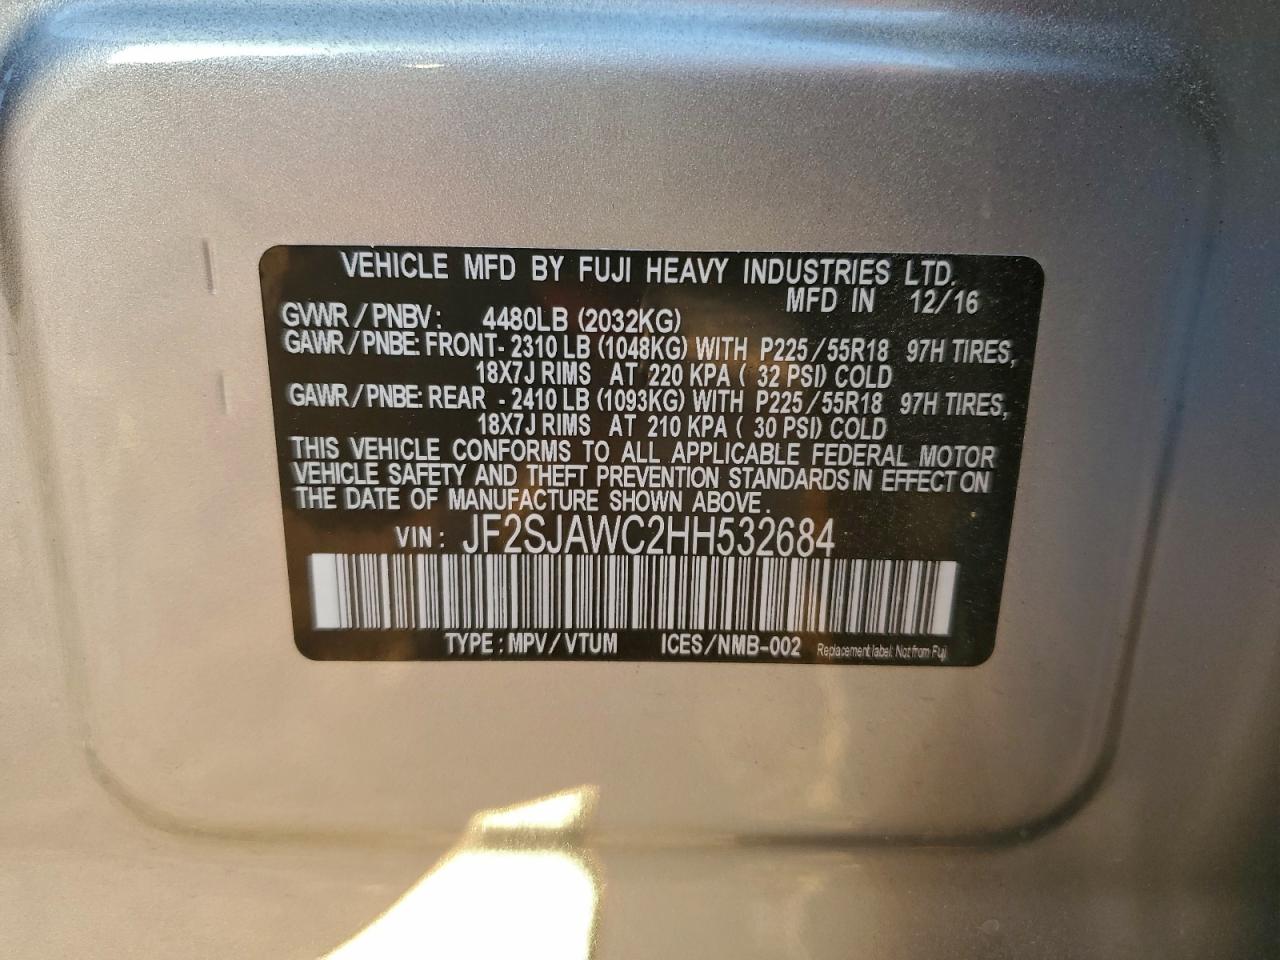 VEHICLE MFD BY FUJI HEAVY INDUSTRIES LTD.
MFD IN 12/16
GVWR/PNBV: 4480LB (2032KG)
GAWR/PNBE: FRONT- 2310 LB (1048KG) WITH P225/55R18 97H TIRES,
18X7J RIMS AT 220 KPA ( 32 PSI) COLD
GAWR/PNBE: REAR - 2410 LB (1093KG) WITH P225/55R18 97H TIRES,
18X7J RIMS AT 210 KPA ( 30 PSI) COLD
THIS VEHICLE CONFORMS TO ALL APPLICABLE FEDERAL MOTOR
VEHICLE SAFETY AND THEFT PREVENTION STANDARDS IN EFFECT ON
THE DATE OF MANUFACTURE SHOWN ABOVE.
VIN: JF2SJAWC2HH532684
TYPE: MPV/VTUM ICES/NMB-002 Replacement label: Not from Fuji